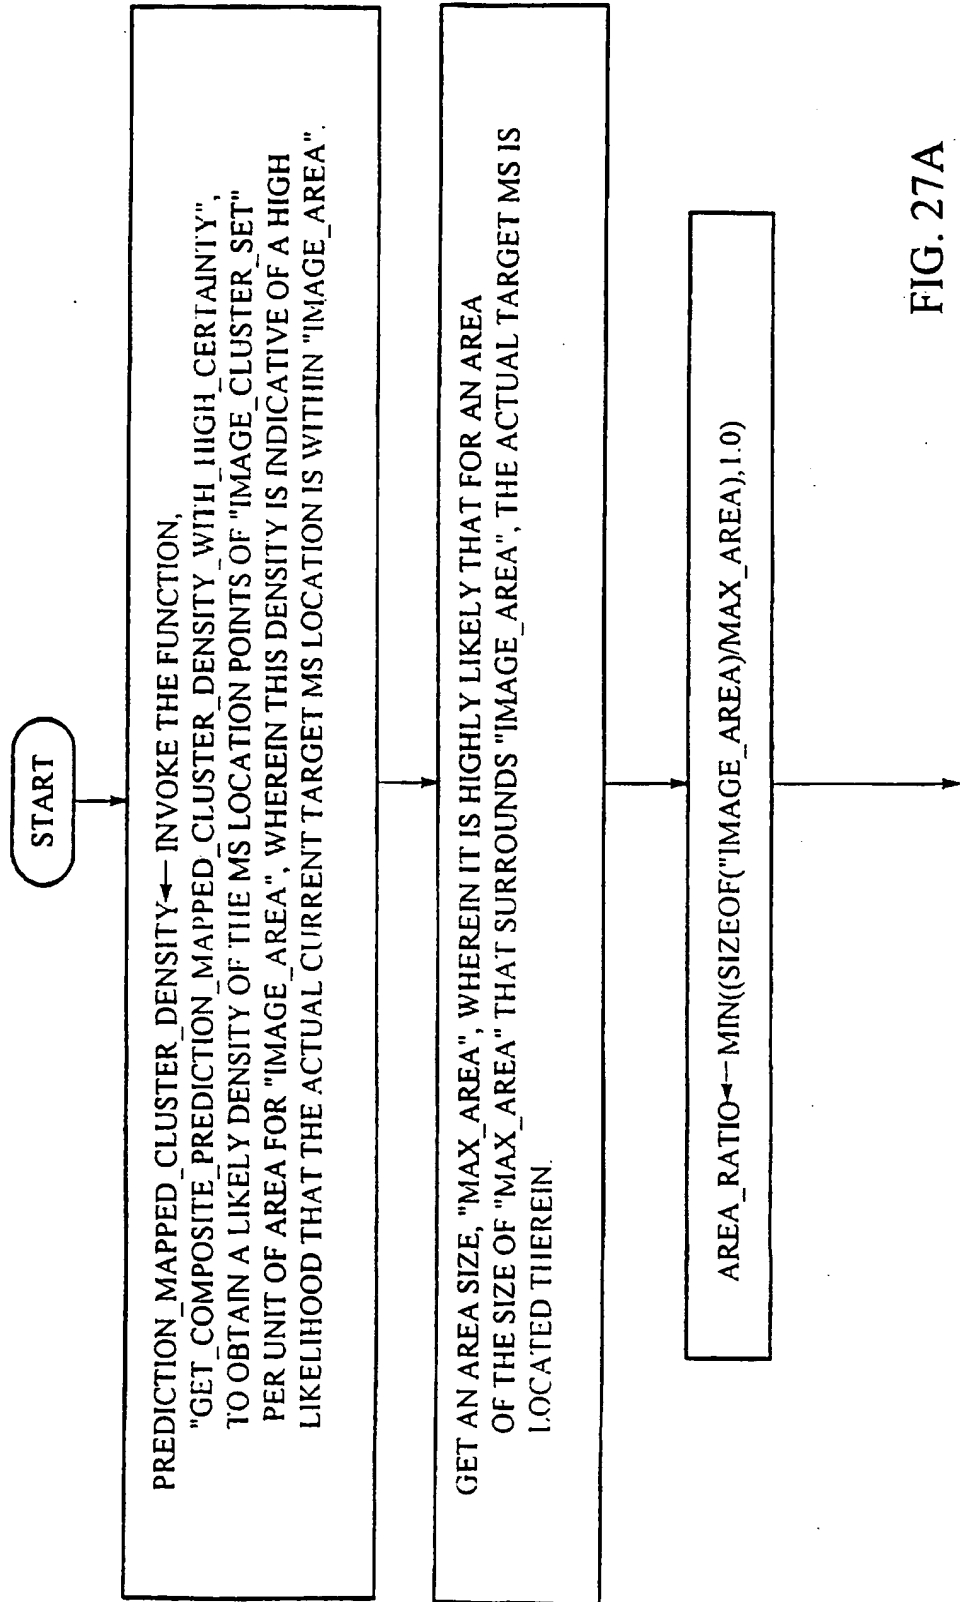 START
PREDICTION_MAPPED_CLUSTER_DENSITY ← INVOKE THE FUNCTION,
"GET_COMPOSITE_PREDICTION_MAPPED_CLUSTER_DENSITY_WITH_HIGH_CERTAINTY",
TO OBTAIN A LIKELY DENSITY OF THE MS LOCATION POINTS OF "IMAGE_CLUSTER_SET"
PER UNIT OF AREA FOR "IMAGE_AREA", WHEREIN THIS DENSITY IS INDICATIVE OF A HIGH
LIKELIHOOD THAT THE ACTUAL CURRENT TARGET MS LOCATION IS WITHIN "IMAGE_AREA".
GET AN AREA SIZE, "MAX_AREA", WHEREIN IT IS HIGHLY LIKELY THAT FOR AN AREA
OF THE SIZE OF "MAX_AREA" THAT SURROUNDS "IMAGE_AREA", THE ACTUAL TARGET MS IS
LOCATED THEREIN.
AREA_RATIO ← MIN((SIZEOF("IMAGE_AREA)/MAX_AREA), 1.0)
FIG. 27A